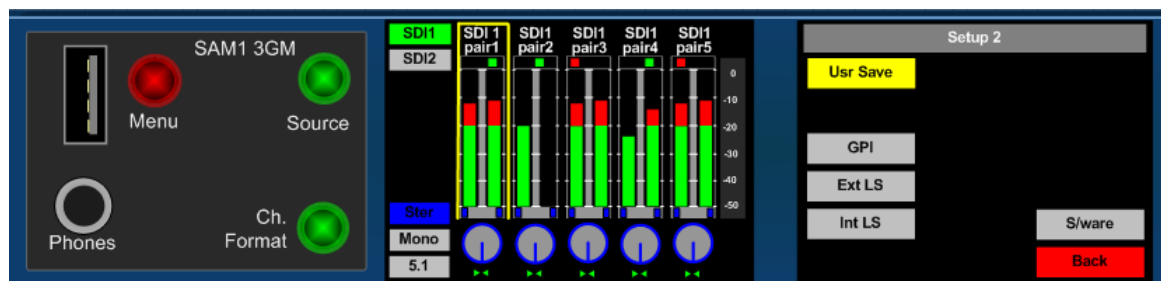 SAM1 3GM
Menu
Source
Phones
Ch.
Format
SDI1
SDI2
Ster
Mono
5.1
SDI 1 SDI1 SDI1 SDI1 SDI1
pair1 pair2 pair3 pair4 pair5
0
-10
-20
-30
-40
-50
Setup 2
Usr Save
GPI
Ext LS
Int LS
S/ware
Back